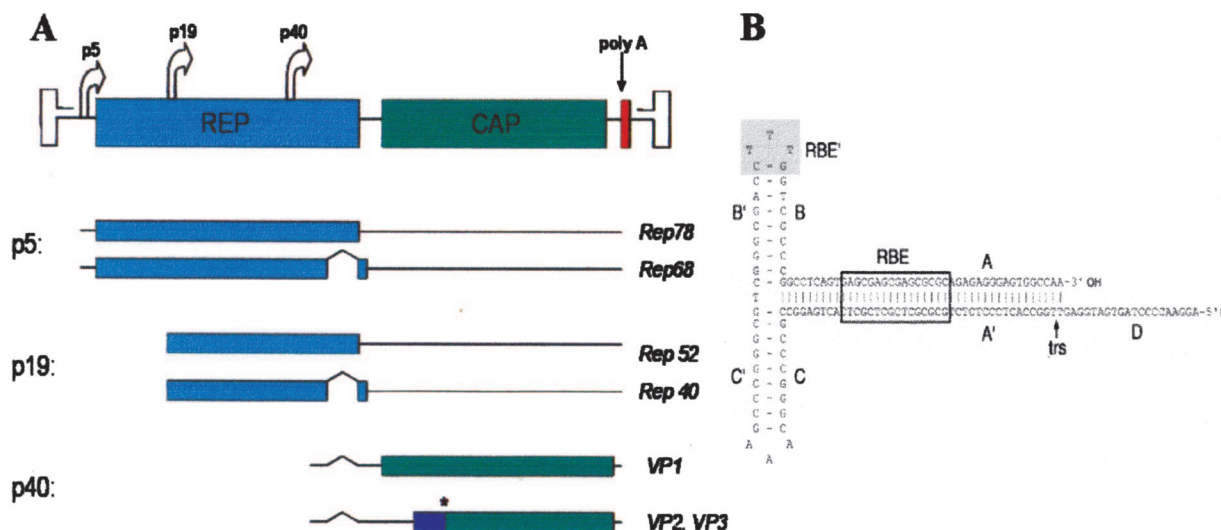 A
p5
p19
p40
poly A
REP
CAP
p5:
Rep78
Rep68
p19:
Rep 52
Rep 40
p40:
VP1
*
VP2, VP3
B
T
T T
RBE'
B'
B
RBE
A
GGCCTCAGTGAGCGAGCGAGCGCGCAGAGAGGGAGTGGCCAA-3' OH
CCGGAGTCACTCGCTCGCTCGCGCGTCTCTCCCTCACCGGTTGAGGTAGTGATCCCCAAGGA-5'
A'
trs
D
C'
C
A A
A